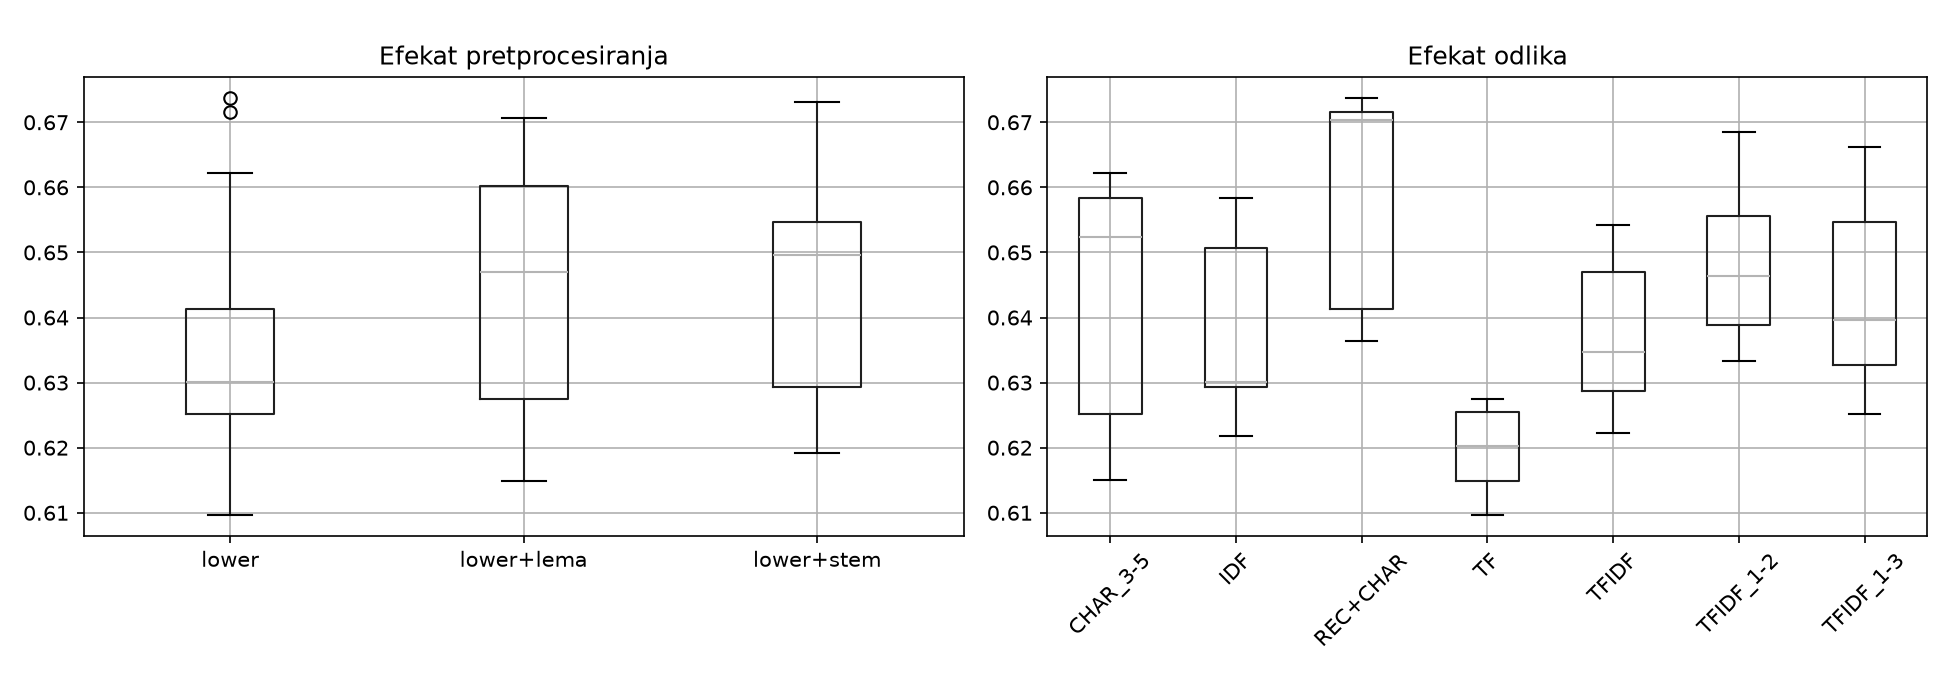 Efekat pretprocesiranja
0.67
0.66
0.65
0.64
0.63
0.62
0.61
lower
lower+lema
lower+stem
Efekat odlika
0.67
0.66
0.65
0.64
0.63
0.62
0.61
CHAR_3-5
IDF
REC+CHAR
TF
TFIDF
TFIDF_1-2
TFIDF_1-3